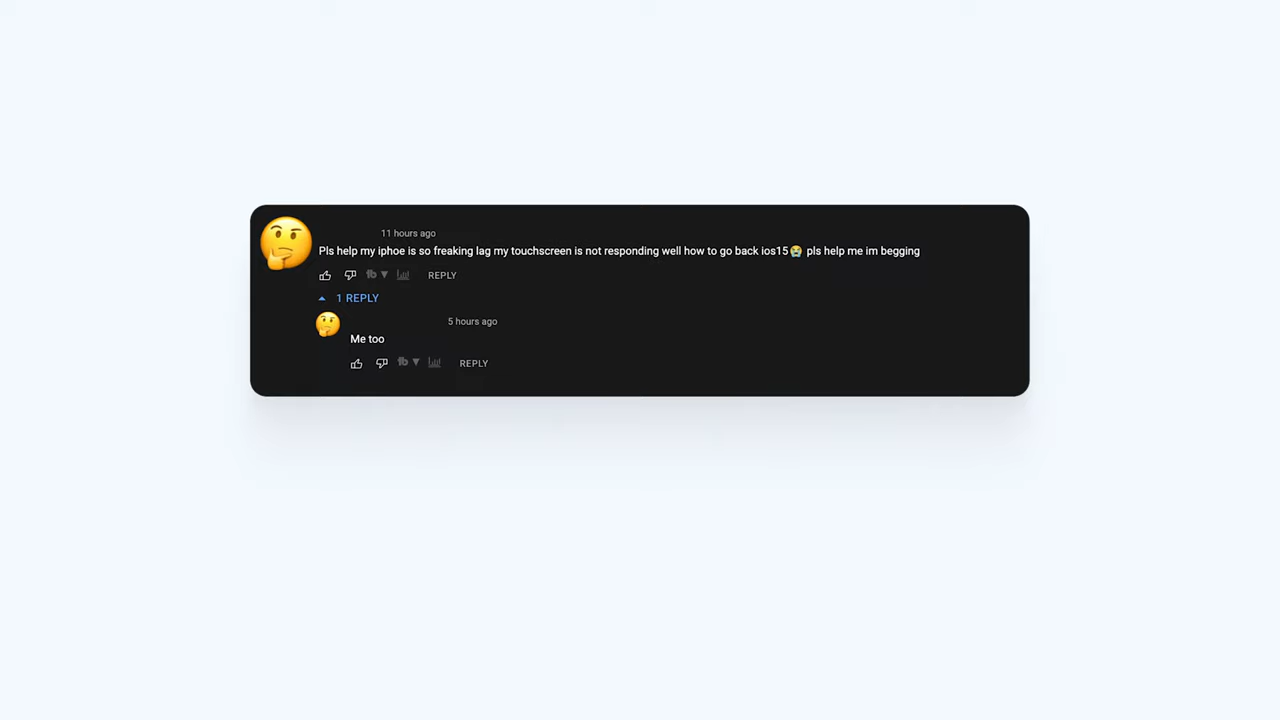 11 hours ago
Pls help my iphoe is so freaking lag my touchscreen is not responding well how to go back ios15😭 pls help me im begging
REPLY
1 REPLY
5 hours ago
Me too
REPLY